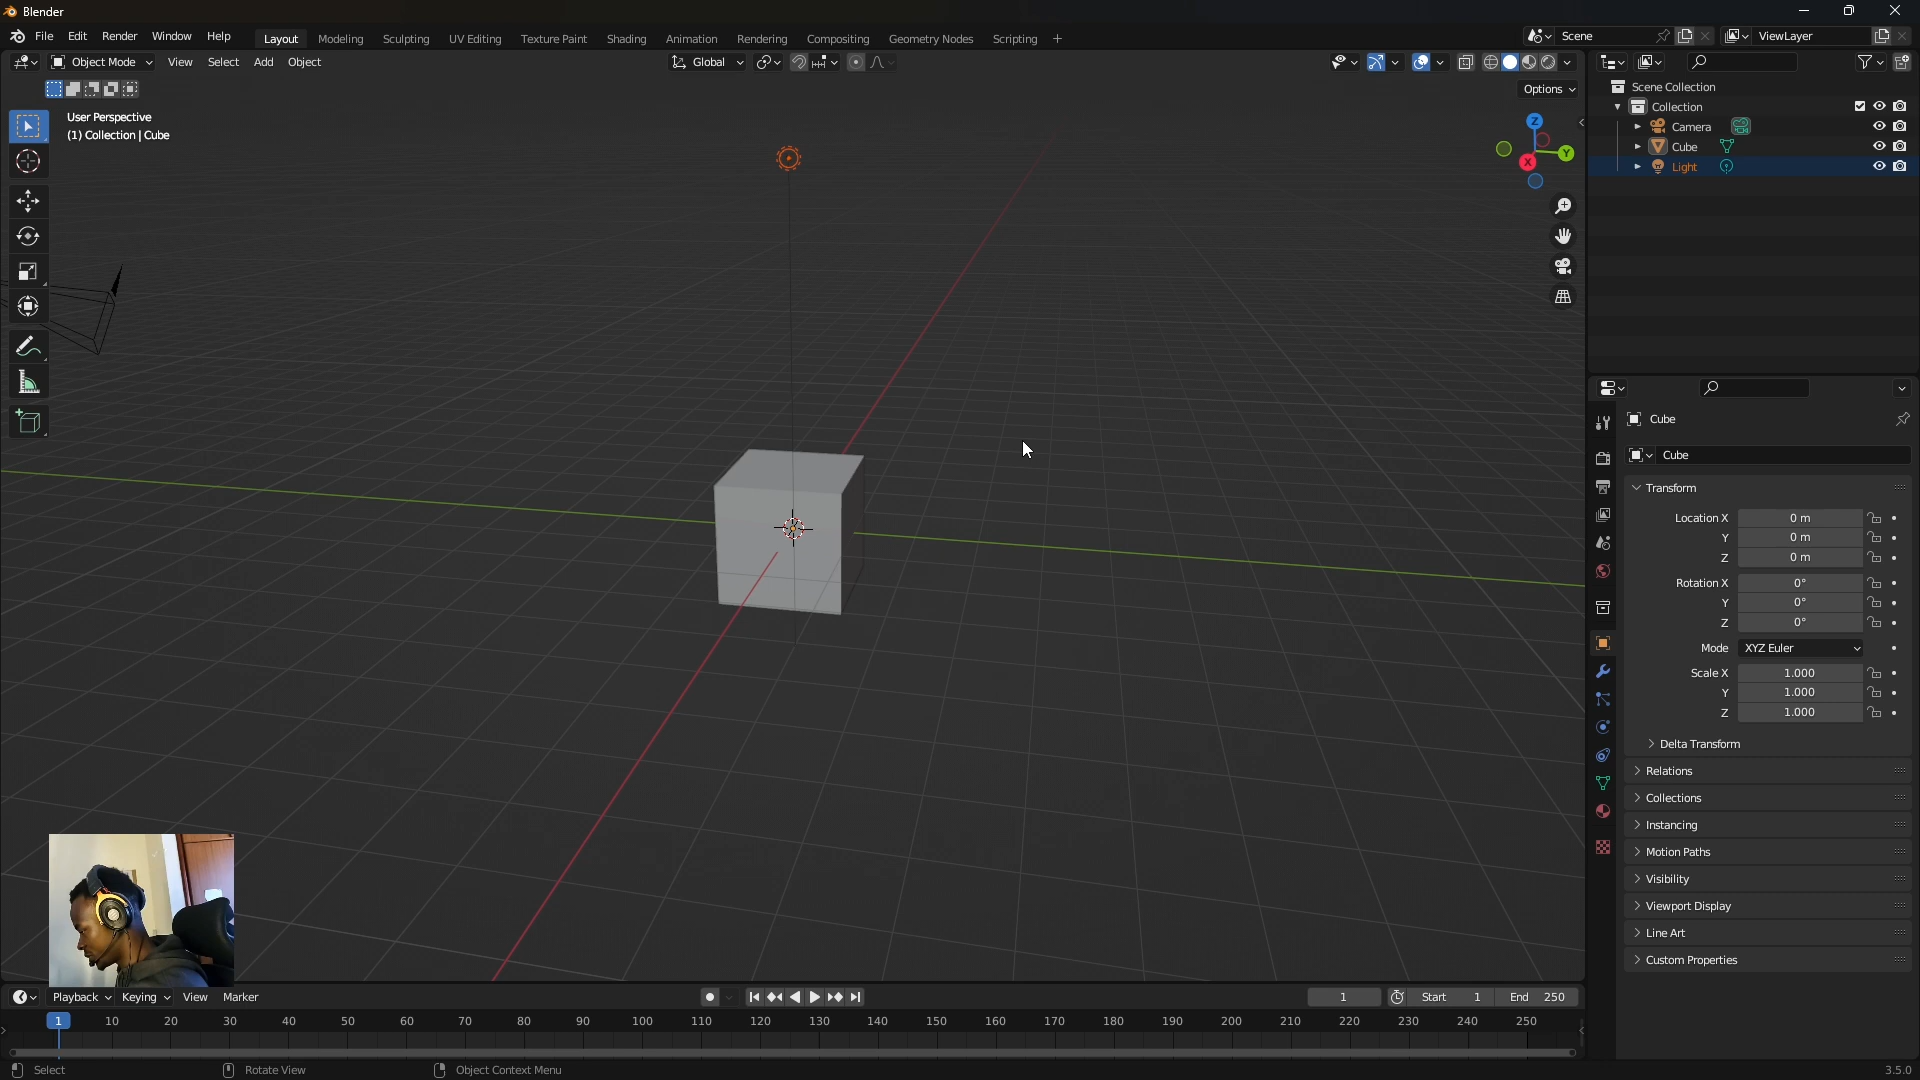 Blender
File Edit Render Window Help Layout Modeling Sculpting UV Editing Texture Paint Shading Animation Rendering Compositing Geometry Nodes Scripting + Scene ViewLayer
Object Mode View Select Add Object Global
Options
User Perspective
(1) Collection | Cube
Z
Y
X
Scene Collection
Collection
Camera
Cube
Light
Cube
Cube
Transform
Location X 0 m
Y 0 m
Z 0 m
Rotation X 0°
Y 0°
Z 0°
Mode XYZ Euler
Scale X 1.000
Y 1.000
Z 1.000
Delta Transform
Relations
Collections
Instancing
Motion Paths
Visibility
Viewport Display
Line Art
Custom Properties
Playback Keying View Marker 1 Start 1 End 250
1 10 20 30 40 50 60 70 80 90 100 110 120 130 140 150 160 170 180 190 200 210 220 230 240 250
Select Rotate View Object Context Menu 3.5.0